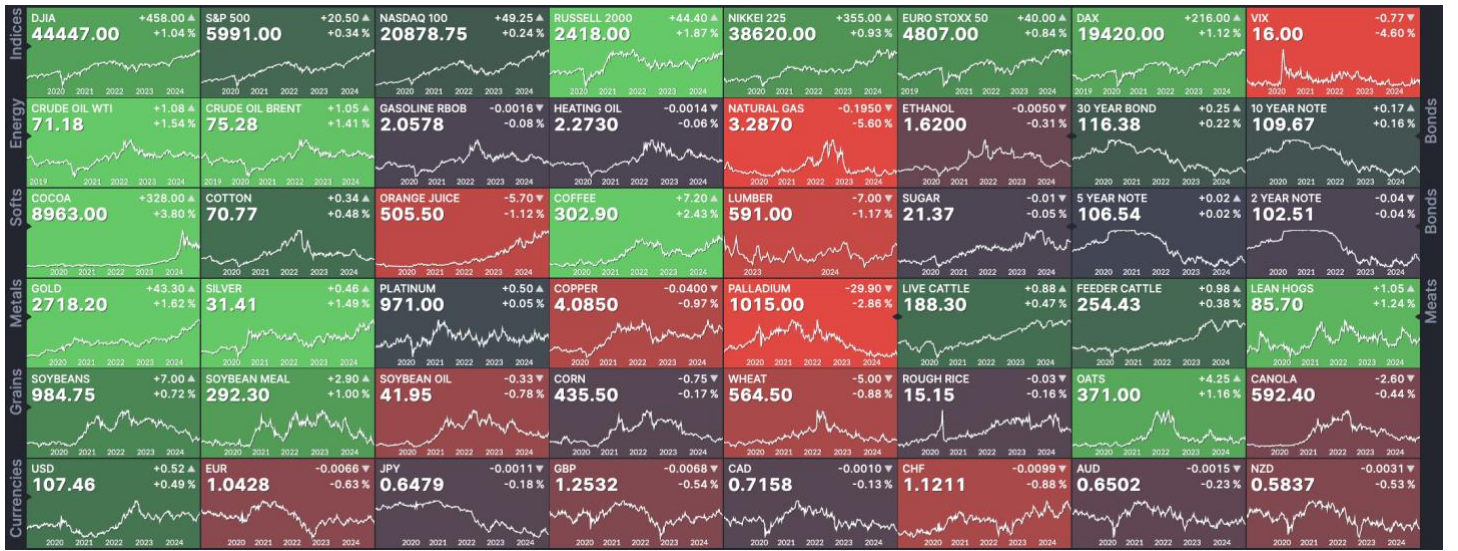 Indices
DJIA +458.00 ▲
44447.00 +1.04 %
2020 2021 2022 2023 2024
S&P 500 +20.50 ▲
5991.00 +0.34 %
2020 2021 2022 2023 2024
NASDAQ 100 +49.25 ▲
20878.75 +0.24 %
2020 2021 2022 2023 2024
RUSSELL 2000 +44.40 ▲
2418.00 +1.87 %
2020 2021 2022 2023 2024
NIKKEI 225 +355.00 ▲
38620.00 +0.93 %
2020 2021 2022 2023 2024
EURO STOXX 50 +40.00 ▲
4807.00 +0.84 %
2019 2021 2022 2023 2024
DAX +216.00 ▲
19420.00 +1.12 %
2019 2021 2022 2023 2024
VIX -0.77 ▼
16.00 -4.60 %
2020 2021 2022 2023 2024
Energy
CRUDE OIL WTI +1.08 ▲
71.18 +1.54 %
2019 2021 2022 2023 2024
CRUDE OIL BRENT +1.05 ▲
75.28 +1.41 %
2019 2021 2022 2023 2024
GASOLINE RBOB -0.0016 ▼
2.0578 -0.08 %
2020 2021 2022 2023 2024
HEATING OIL -0.0014 ▼
2.2730 -0.06 %
2020 2021 2022 2023 2024
NATURAL GAS -0.1950 ▼
3.2870 -5.60 %
2020 2021 2022 2023 2024
ETHANOL -0.0050 ▼
1.6200 -0.31 %
2020 2021 2022 2023 2024
30 YEAR BOND +0.25 ▲
116.38 +0.22 %
2020 2021 2022 2023 2024
10 YEAR NOTE +0.17 ▲
109.67 +0.16 %
2020 2021 2022 2023 2024
Bonds
Softs
COCOA +328.00 ▲
8963.00 +3.80 %
2020 2021 2022 2023 2024
COTTON +0.34 ▲
70.77 +0.48 %
2020 2021 2022 2023 2024
ORANGE JUICE -5.70 ▼
505.50 -1.12 %
2020 2021 2022 2023 2024
COFFEE +7.20 ▲
302.90 +2.43 %
2020 2021 2022 2023 2024
LUMBER -7.00 ▼
591.00 -1.17 %
2023 2024
SUGAR -0.01 ▼
21.37 -0.05 %
2020 2021 2022 2023 2024
5 YEAR NOTE +0.02 ▲
106.54 +0.02 %
2020 2021 2022 2023 2024
2 YEAR NOTE -0.04 ▼
102.51 -0.04 %
2020 2021 2022 2023 2024
Bonds
Metals
GOLD +43.30 ▲
2718.20 +1.62 %
2020 2021 2022 2023 2024
SILVER +0.46 ▲
31.41 +1.49 %
2020 2021 2022 2023 2024
PLATINUM +0.50 ▲
971.00 +0.05 %
2020 2021 2022 2023 2024
COPPER -0.0400 ▼
4.0850 -0.97 %
2020 2021 2022 2023 2024
PALLADIUM -29.90 ▼
1015.00 -2.86 %
2020 2021 2022 2023 2024
LIVE CATTLE +0.88 ▲
188.30 +0.47 %
2020 2021 2022 2023 2024
FEEDER CATTLE +0.98 ▲
254.43 +0.38 %
2020 2021 2022 2023 2024
LEAN HOGS +1.05 ▲
85.70 +1.24 %
2020 2021 2022 2023 2024
Meats
Grains
SOYBEANS +7.00 ▲
984.75 +0.72 %
2020 2021 2022 2023 2024
SOYBEAN MEAL +2.90 ▲
292.30 +1.00 %
2020 2021 2022 2023 2024
SOYBEAN OIL -0.33 ▼
41.95 -0.78 %
2020 2021 2022 2023 2024
CORN -0.75 ▼
435.50 -0.17 %
2020 2021 2022 2023 2024
WHEAT -5.00 ▼
564.50 -0.88 %
2020 2021 2022 2023 2024
ROUGH RICE -0.03 ▼
15.15 -0.16 %
2020 2021 2022 2023 2024
OATS +4.25 ▲
371.00 +1.16 %
2020 2021 2022 2023 2024
CANOLA -2.60 ▼
592.40 -0.44 %
2020 2021 2022 2023 2024
Currencies
USD +0.52 ▲
107.46 +0.49 %
2020 2021 2022 2023 2024
EUR -0.0066 ▼
1.0428 -0.63 %
2020 2021 2022 2023 2024
JPY -0.0011 ▼
0.6479 -0.18 %
2020 2021 2022 2023 2024
GBP -0.0068 ▼
1.2532 -0.54 %
2020 2021 2022 2023 2024
CAD -0.0010 ▼
0.7158 -0.13 %
2020 2021 2022 2023 2024
CHF -0.0099 ▼
1.1211 -0.88 %
2020 2021 2022 2023 2024
AUD -0.0015 ▼
0.6502 -0.23 %
2020 2021 2022 2023 2024
NZD -0.0031 ▼
0.5837 -0.53 %
2020 2021 2022 2023 2024